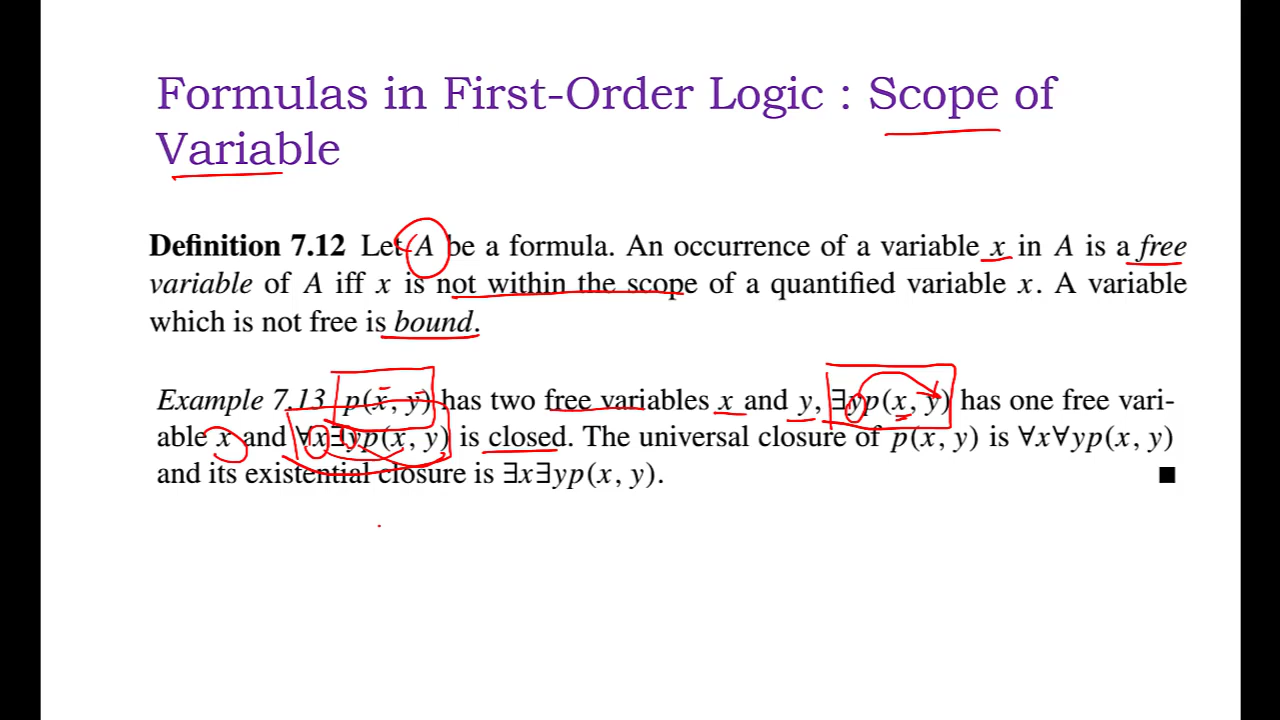 Formulas in First-Order Logic : Scope of
Variable
Definition 7.12 Let A be a formula. An occurrence of a variable x in A is a free
variable of A iff x is not within the scope of a quantified variable x. A variable
which is not free is bound.
Example 7.13 p(x, y) has two free variables x and y, ∃yp(x, y) has one free vari-
able x and ∀x∃yp(x, y) is closed. The universal closure of p(x, y) is ∀x∀yp(x, y)
and its existential closure is ∃x∃yp(x, y). ■